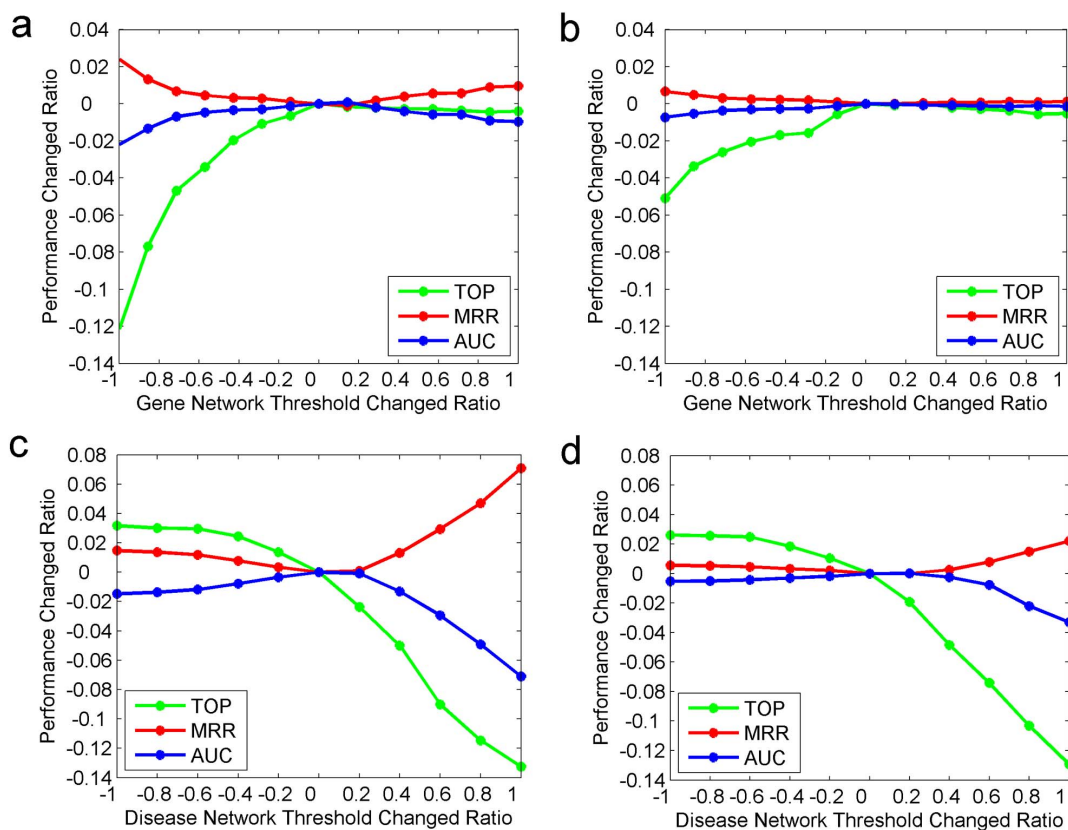 a
0.04
0.02
0
-0.02
-0.04
-0.06
-0.08
-0.1
-0.12
-0.14
Performance Changed Ratio
TOP
MRR
AUC
-1 -0.8 -0.6 -0.4 -0.2 0 0.2 0.4 0.6 0.8 1
Gene Network Threshold Changed Ratio
b
0.04
0.02
0
-0.02
-0.04
-0.06
-0.08
-0.1
-0.12
-0.14
Performance Changed Ratio
TOP
MRR
AUC
-1 -0.8 -0.6 -0.4 -0.2 0 0.2 0.4 0.6 0.8 1
Gene Network Threshold Changed Ratio
c
0.08
0.06
0.04
0.02
0
-0.02
-0.04
-0.06
-0.08
-0.1
-0.12
-0.14
Performance Changed Ratio
TOP
MRR
AUC
-1 -0.8 -0.6 -0.4 -0.2 0 0.2 0.4 0.6 0.8 1
Disease Network Threshold Changed Ratio
d
0.08
0.06
0.04
0.02
0
-0.02
-0.04
-0.06
-0.08
-0.1
-0.12
-0.14
Performance Changed Ratio
TOP
MRR
AUC
-1 -0.8 -0.6 -0.4 -0.2 0 0.2 0.4 0.6 0.8 1
Disease Network Threshold Changed Ratio